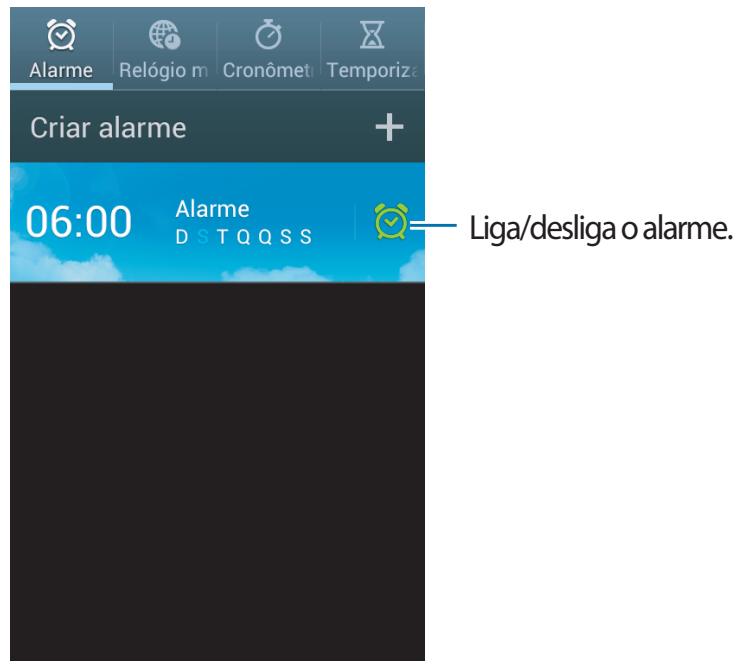 Alarme Relógio m Cronômet Temporiza
Criar alarme
06:00 Alarme
D S T Q Q S S
Liga/desliga o alarme.